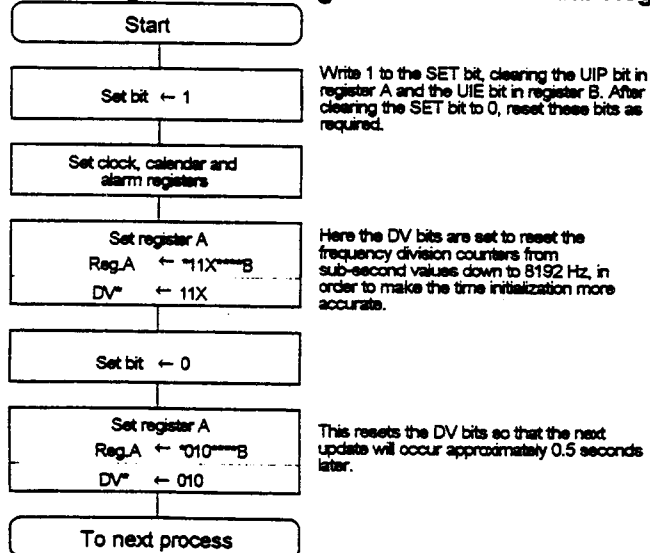 Start
Set bit ← 1
Write 1 to the SET bit, clearing the UIP bit in
register A and the UIE bit in register B. After
clearing the SET bit to 0, reset these bits as
required.
Set clock, calendar and
alarm registers
Set register A
Reg.A ← *11X****B
DV* ← 11X
Here the DV bits are set to reset the
frequency division counters from
sub-second values down to 8192 Hz, in
order to make the time initialization more
accurate.
Set bit ← 0
Set register A
Reg.A ← *010****B
DV* ← 010
This resets the DV bits so that the next
update will occur approximately 0.5 seconds
later.
To next process